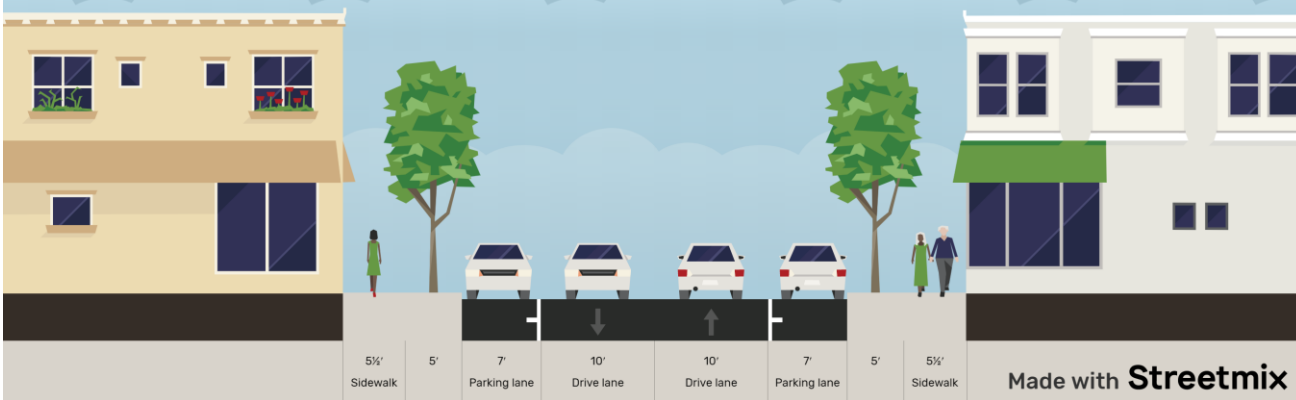 5½′ 5′ 7′ 10′ 10′ 7′ 5′ 5½′
Sidewalk Parking lane Drive lane Drive lane Parking lane Sidewalk
Made with Streetmix